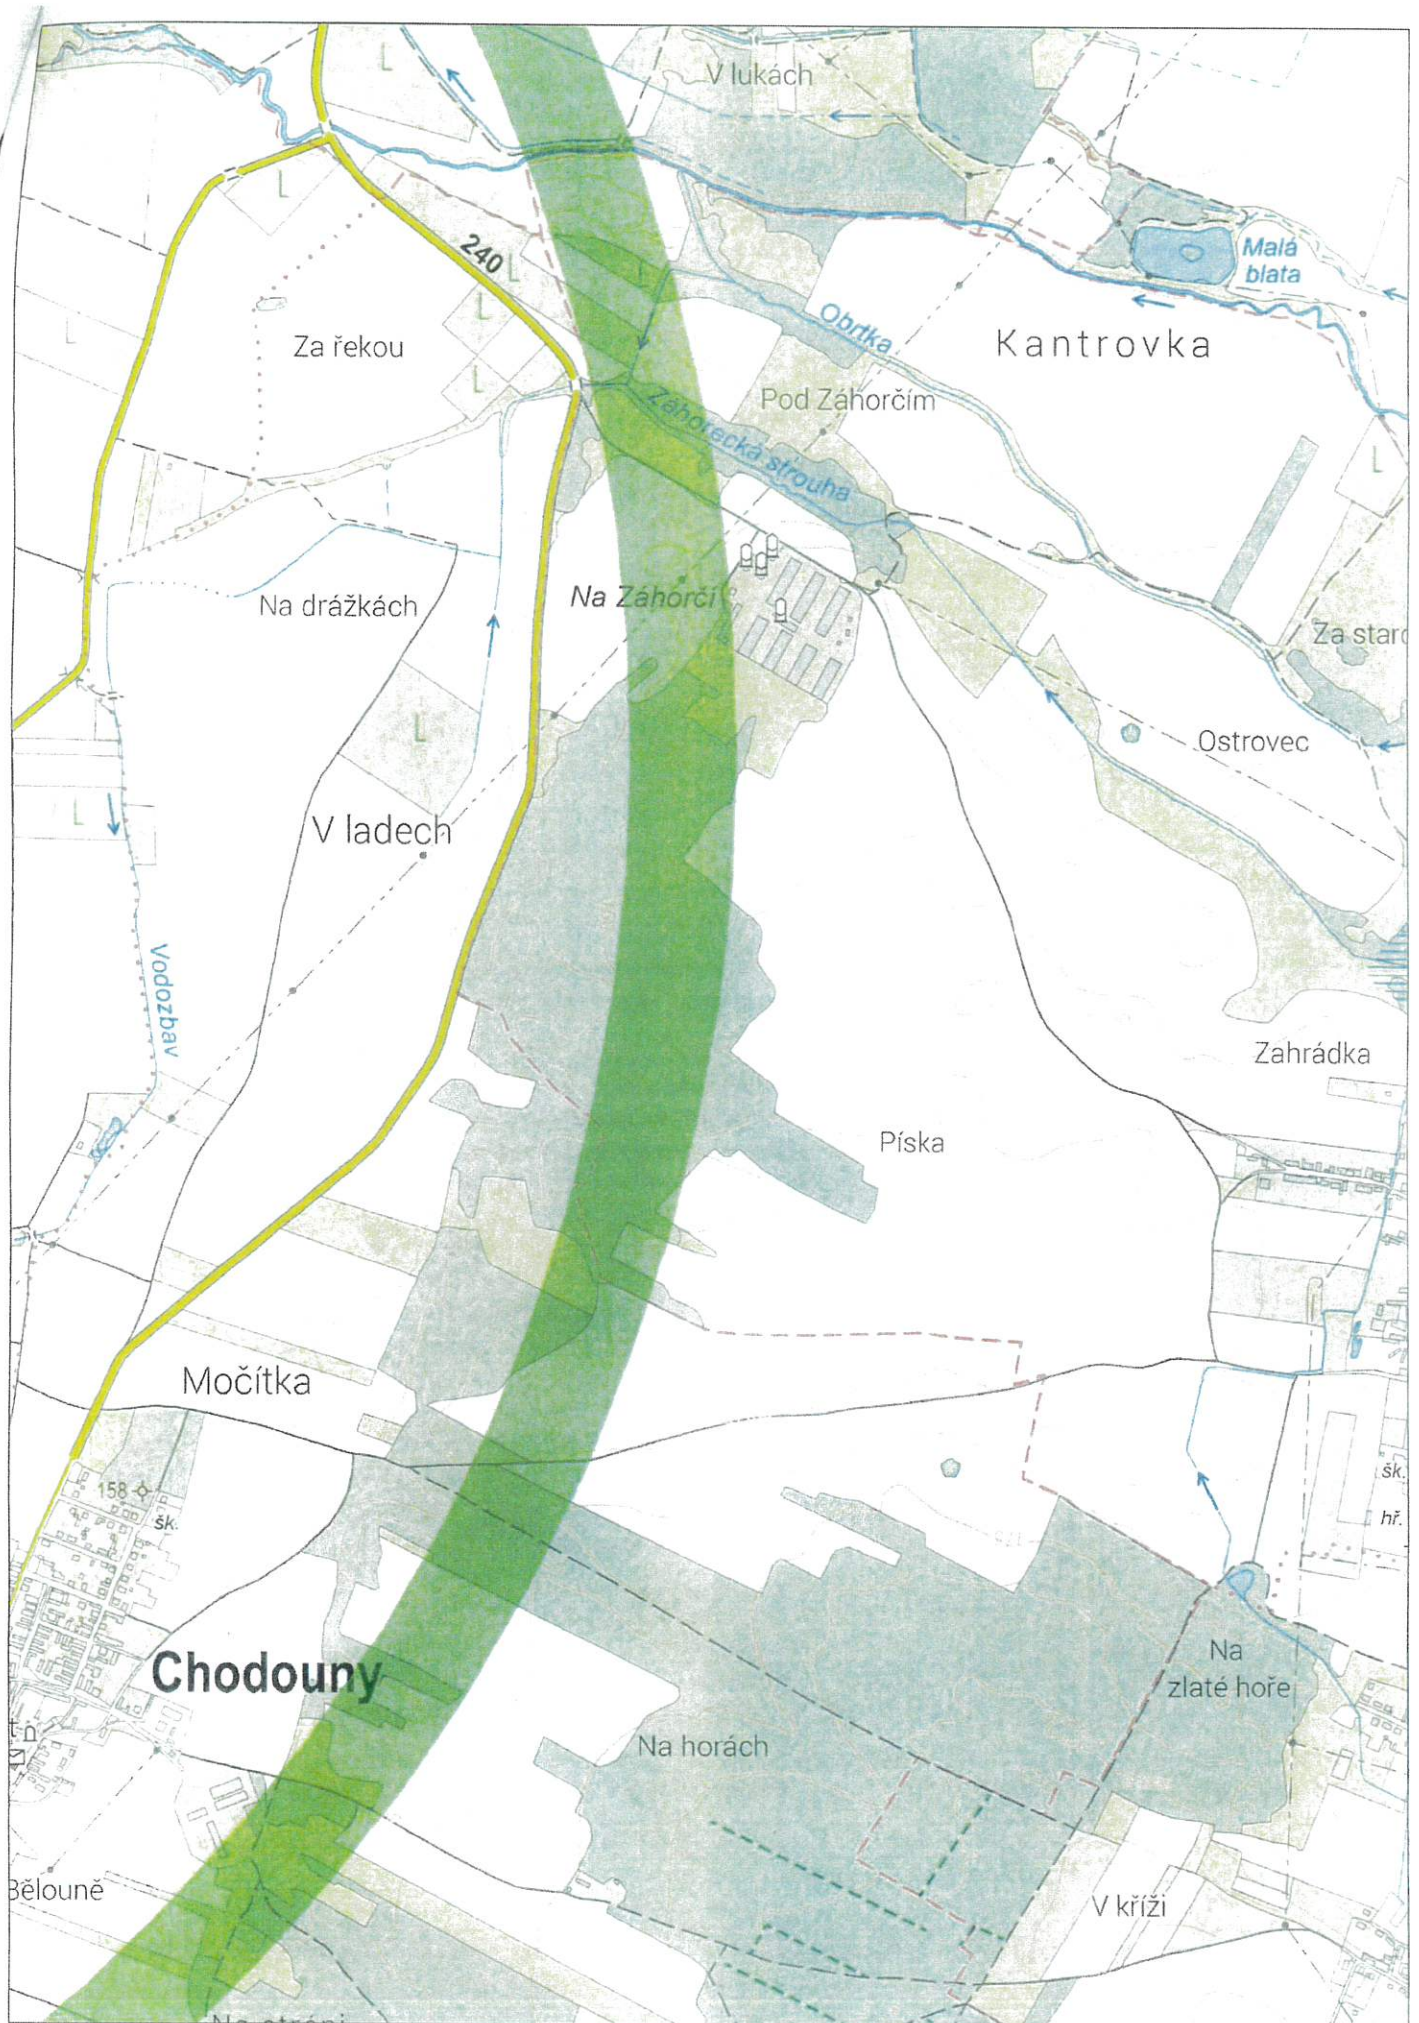 L
V lukách
L
240
L
Malá
blata
L
L
Za řekou
Obrtka
Kantrovka
L
Pod Záhorčím
Záhorecká strouha
L
Na drážkách
Na Záhorčí
Za staro
L
Ostrovec
L
V ladech
Vodozbav
Zahrádka
Píska
Močítka
158
šk.
šk.
hř.
Chodouny
Na
zlaté hoře
Na horách
Bělouně
V kříži